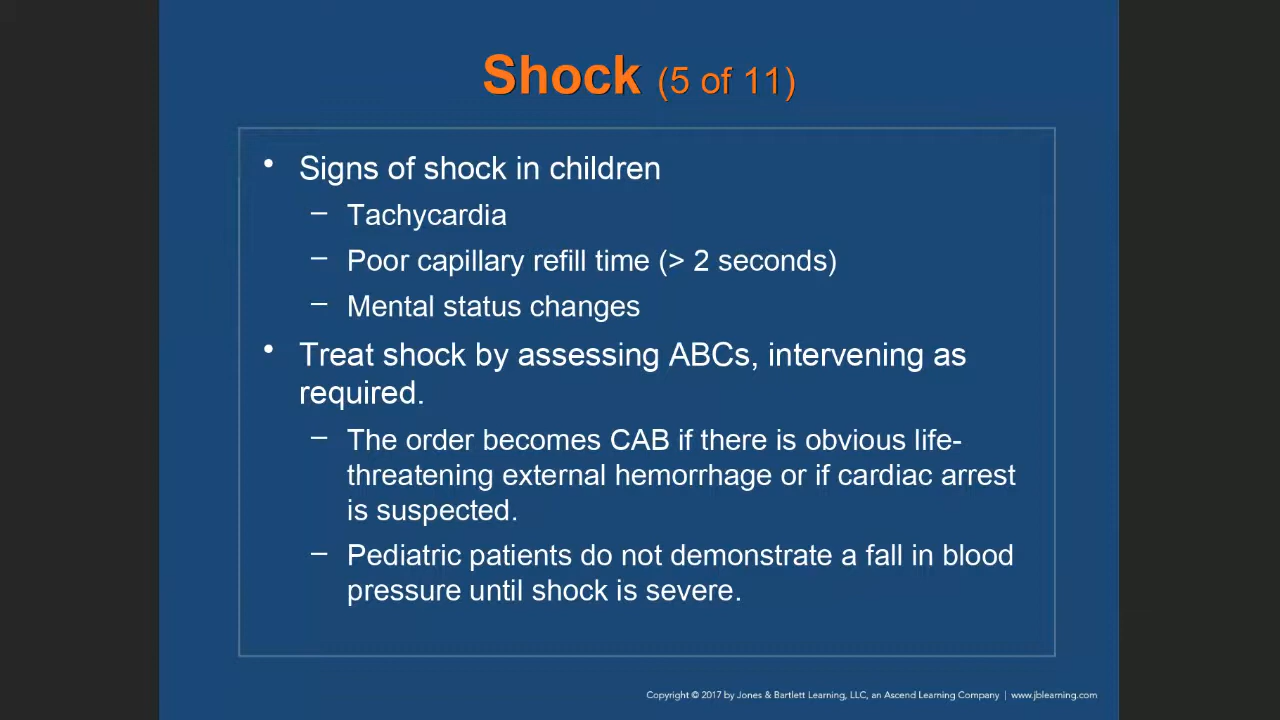 Shock (5 of 11)
• Signs of shock in children
– Tachycardia
– Poor capillary refill time (> 2 seconds)
– Mental status changes
• Treat shock by assessing ABCs, intervening as
required.
– The order becomes CAB if there is obvious life-
threatening external hemorrhage or if cardiac arrest
is suspected.
– Pediatric patients do not demonstrate a fall in blood
pressure until shock is severe.
Copyright © 2017 by Jones & Bartlett Learning, LLC, an Ascend Learning Company | www.jblearning.com